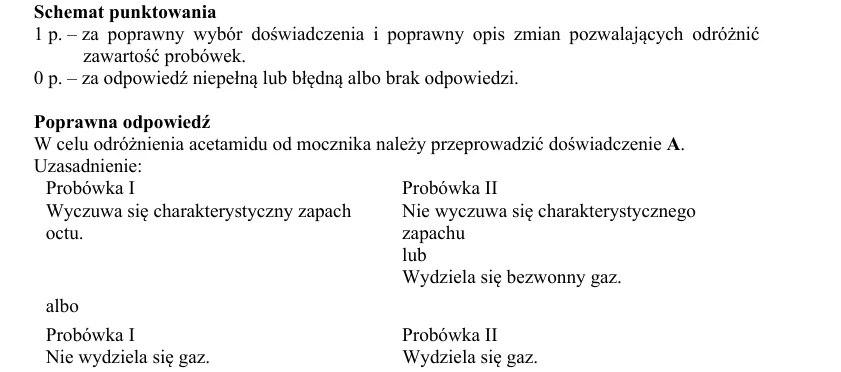 Schemat punktowania
1 p. – za poprawny wybór doświadczenia i poprawny opis zmian pozwalających odróżnić
zawartość probówek.
0 p. – za odpowiedź niepełną lub błędną albo brak odpowiedzi.
Poprawna odpowiedź
W celu odróżnienia acetamidu od mocznika należy przeprowadzić doświadczenie A.
Uzasadnienie:
Probówka I
Wyczuwa się charakterystyczny zapach
octu.
Probówka II
Nie wyczuwa się charakterystycznego
zapachu
lub
Wydziela się bezwonny gaz.
albo
Probówka I
Nie wydziela się gaz.
Probówka II
Wydziela się gaz.